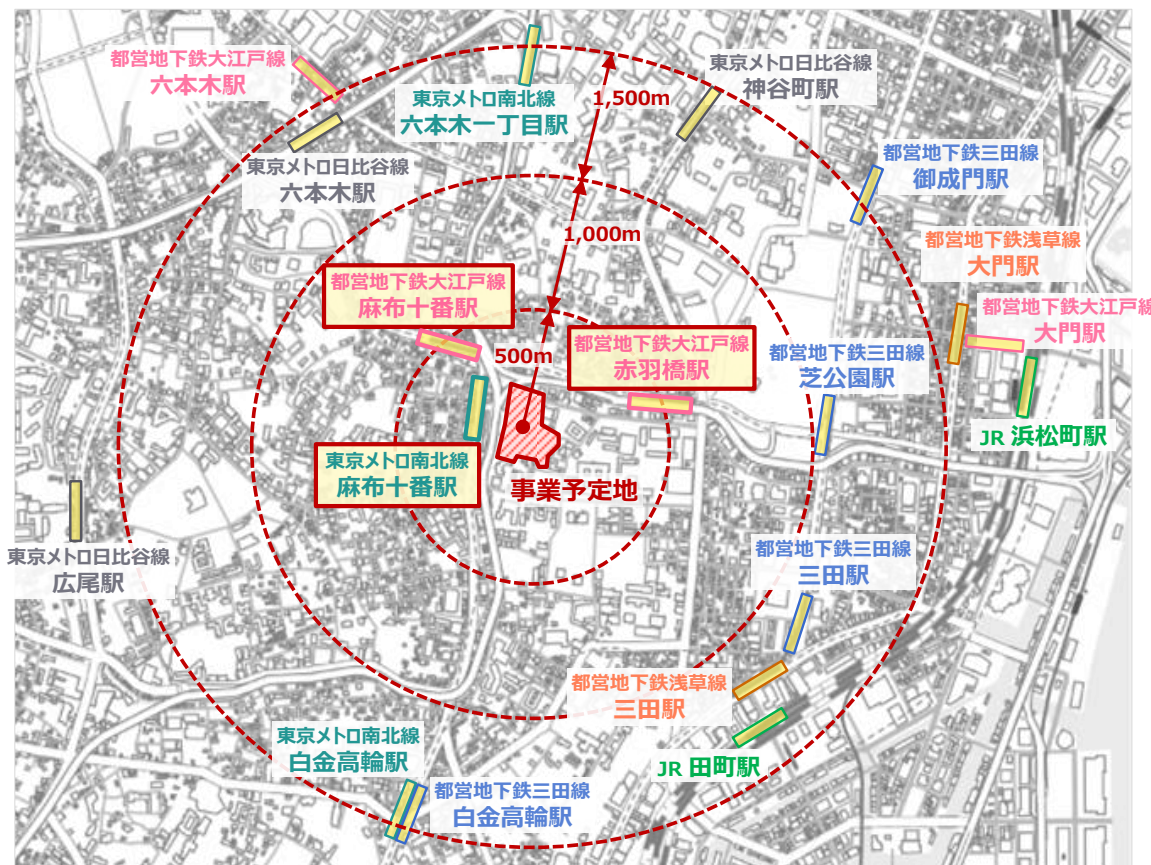 都営地下鉄大江戸線
六本木駅
東京メトロ南北線
六本木一丁目駅
1,500m
東京メトロ日比谷線
神谷町駅
東京メトロ日比谷線
六本木駅
都営地下鉄三田線
御成門駅
1,000m
都営地下鉄浅草線
大門駅
都営地下鉄大江戸線
麻布十番駅
都営地下鉄大江戸線
大門駅
500m
都営地下鉄大江戸線
赤羽橋駅
都営地下鉄三田線
芝公園駅
JR 浜松町駅
東京メトロ南北線
麻布十番駅
事業予定地
東京メトロ日比谷線
広尾駅
都営地下鉄三田線
三田駅
都営地下鉄浅草線
三田駅
東京メトロ南北線
白金高輪駅
JR 田町駅
都営地下鉄三田線
白金高輪駅